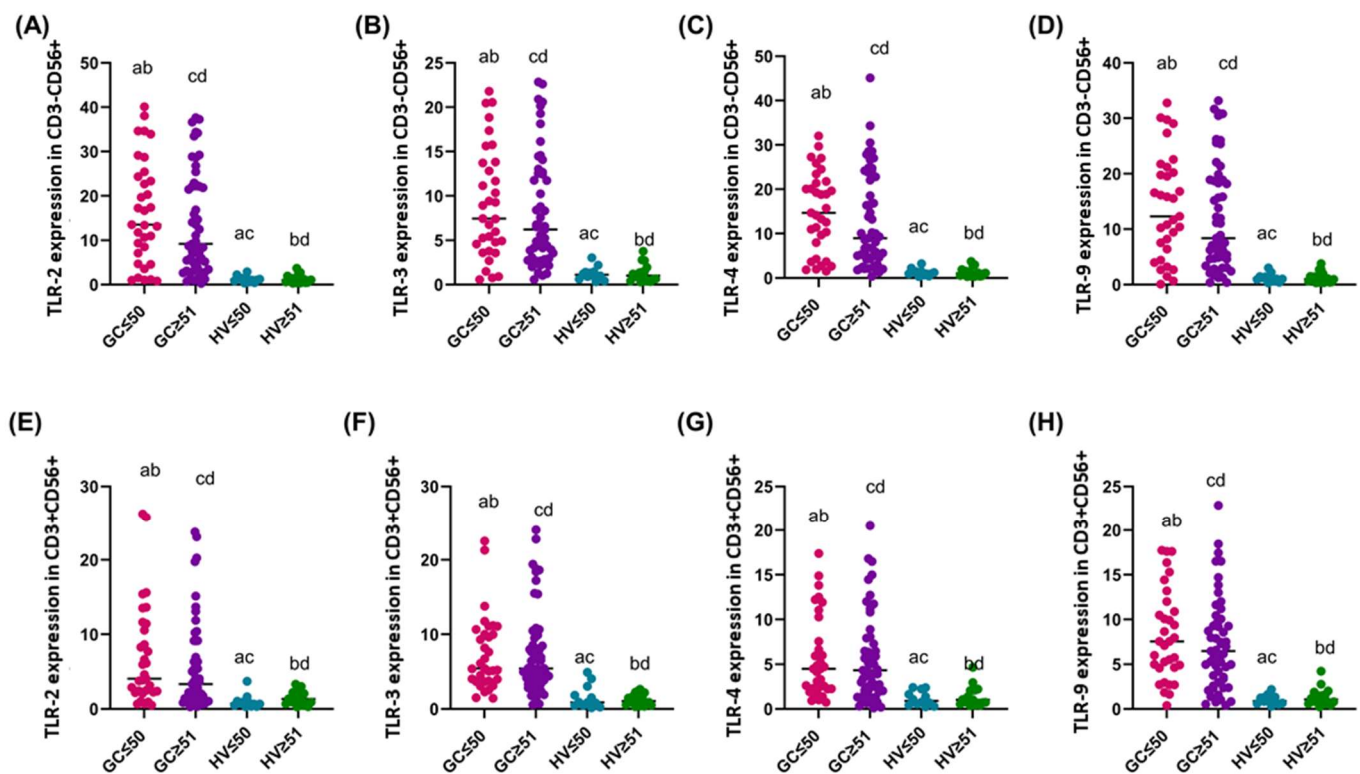 (A)
TLR-2 expression in CD3-CD56+
50
40
30
20
10
0
ab
cd
ac
bd
GC≤50
GC≥51
HV≤50
HV≥51
(B)
TLR-3 expression in CD3-CD56+
25
20
15
10
5
0
ab
cd
ac
bd
GC≤50
GC≥51
HV≤50
HV≥51
(C)
TLR-4 expression in CD3-CD56+
50
40
30
20
10
0
ab
cd
ac
bd
GC≤50
GC≥51
HV≤50
HV≥51
(D)
TLR-9 expression in CD3-CD56+
40
30
20
10
0
ab
cd
ac
bd
GC≤50
GC≥51
HV≤50
HV≥51
(E)
TLR-2 expression in CD3+CD56+
30
20
10
0
ab
cd
ac
bd
GC≤50
GC≥51
HV≤50
HV≥51
(F)
TLR-3 expression in CD3+CD56+
30
20
10
0
ab
cd
ac
bd
GC≤50
GC≥51
HV≤50
HV≥51
(G)
TLR-4 expression in CD3+CD56+
25
20
15
10
5
0
ab
cd
ac
bd
GC≤50
GC≥51
HV≤50
HV≥51
(H)
TLR-9 expression in CD3+CD56+
25
20
15
10
5
0
ab
cd
ac
bd
GC≤50
GC≥51
HV≤50
HV≥51